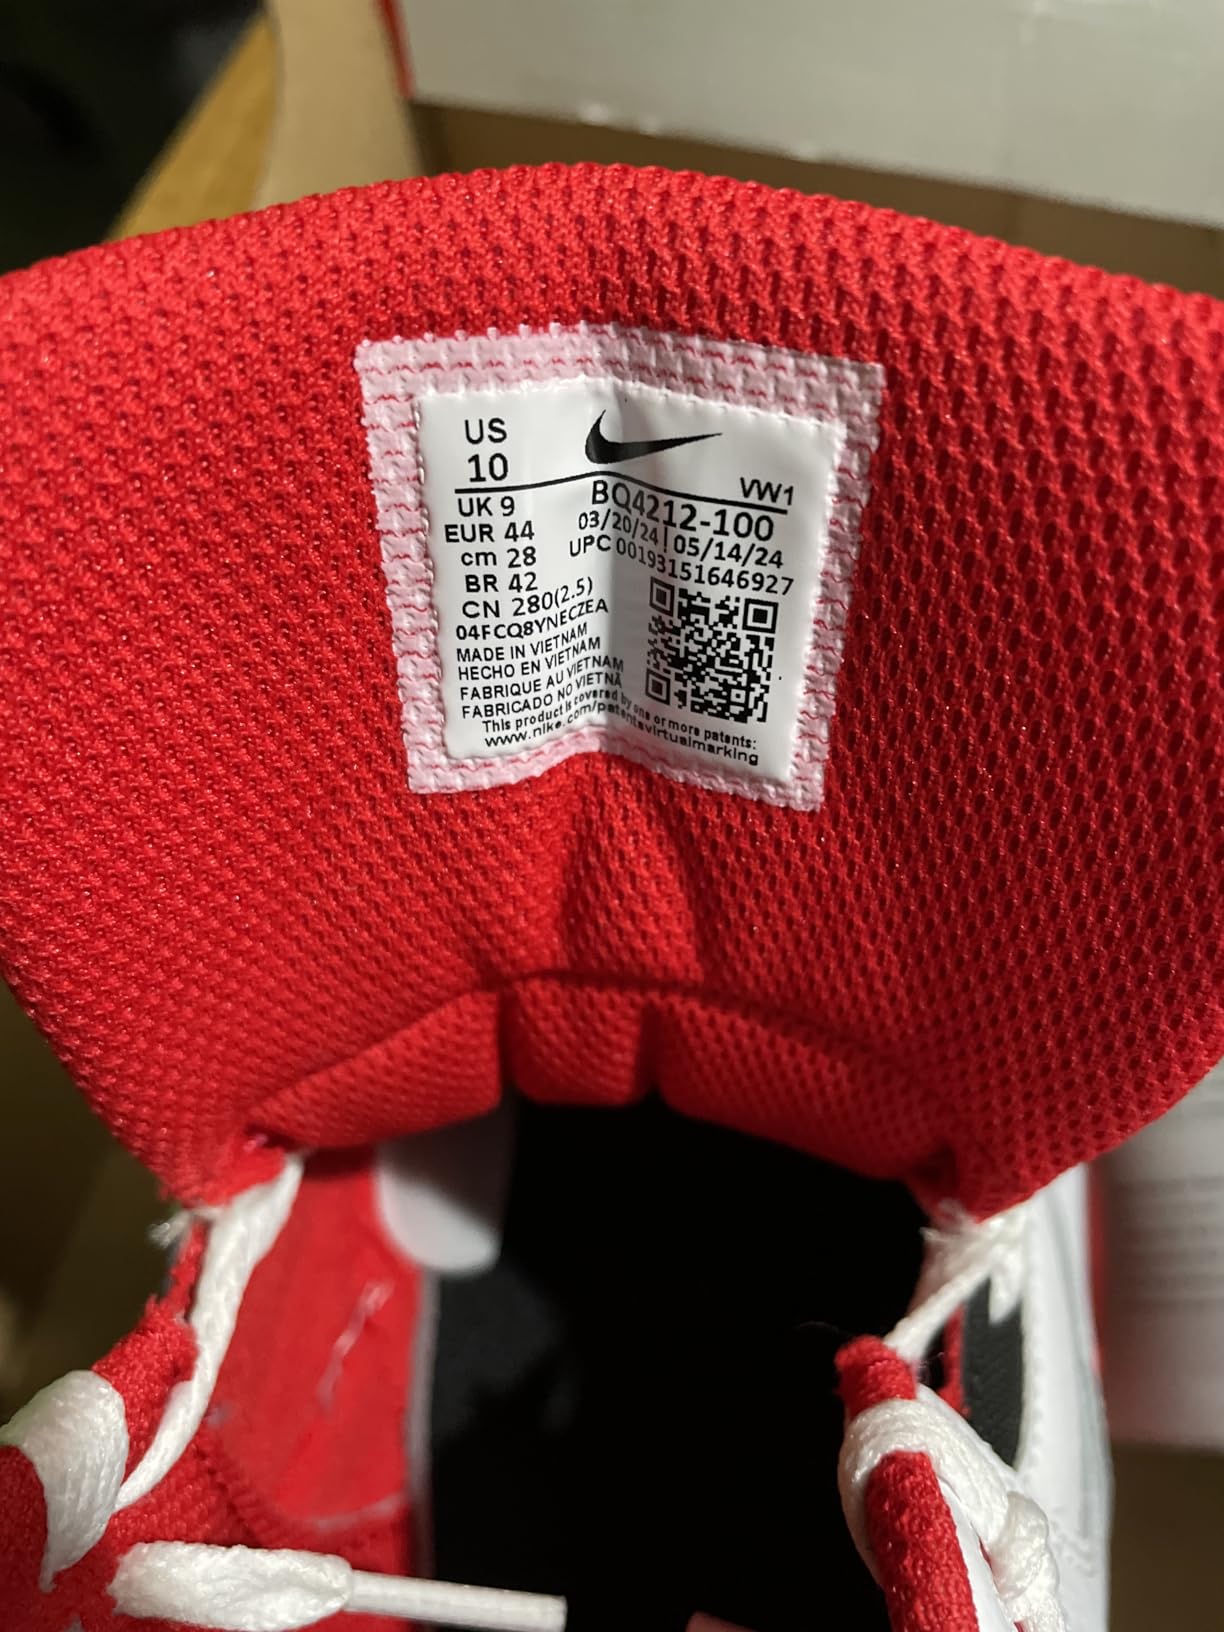 US
10
VW1
UK 9
EUR 44
cm 28
BR 42
CN 280(2.5)
04FCQ8YNECZEA
MADE IN VIETNAM
HECHO EN VIETNAM
FABRIQUE AU VIETNAM
FABRICADO NO VIETNÃ
BQ4212-100
03/20/24 | 05/14/24
UPC 00193151646927
This product is covered by one or more patents:
www.nike.com/patentsvirtualmarking